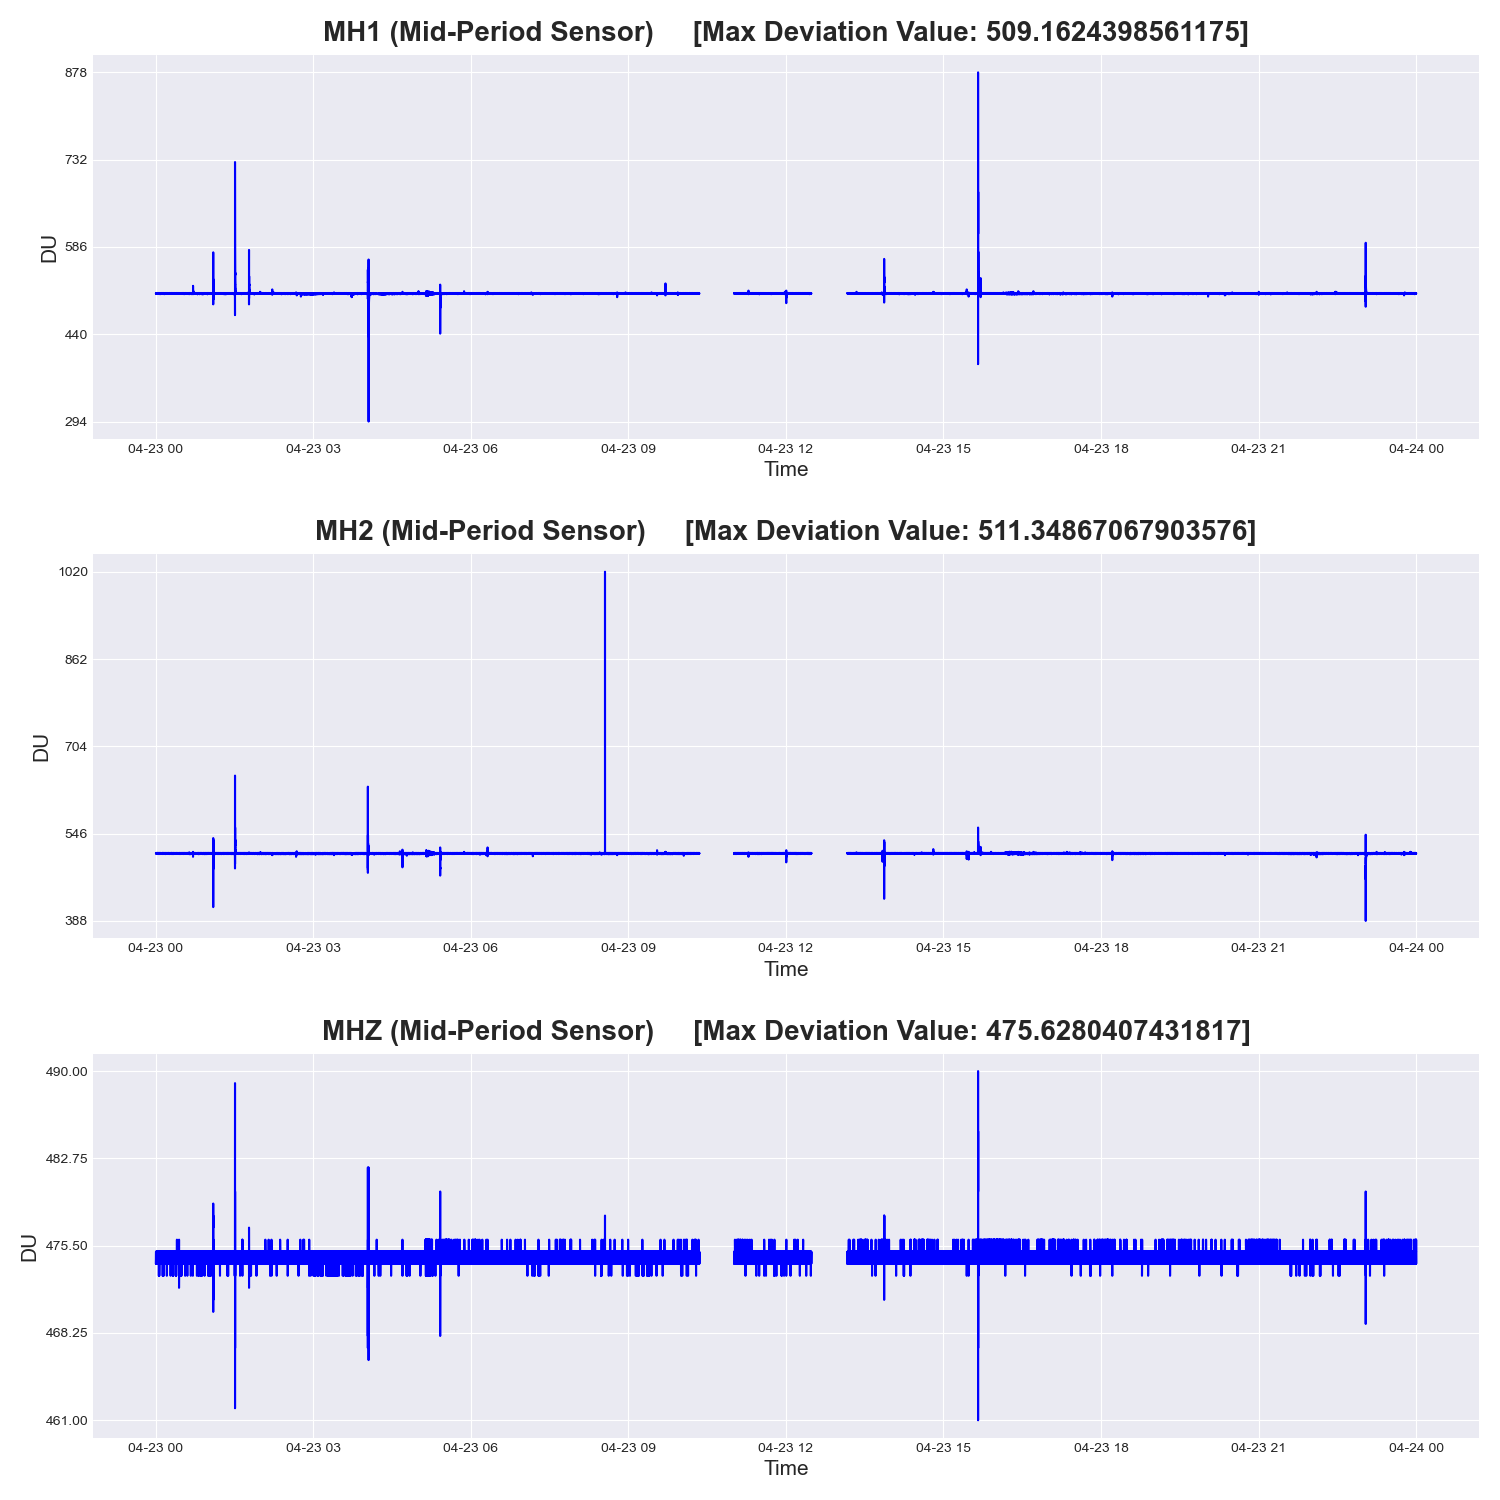 MH1 (Mid-Period Sensor) [Max Deviation Value: 509.1624398561175]
878
732
586
440
294
DU
04-23 00 04-23 03 04-23 06 04-23 09 04-23 12 04-23 15 04-23 18 04-23 21 04-24 00
Time
MH2 (Mid-Period Sensor) [Max Deviation Value: 511.34867067903576]
1020
862
704
546
388
DU
04-23 00 04-23 03 04-23 06 04-23 09 04-23 12 04-23 15 04-23 18 04-23 21 04-24 00
Time
MHZ (Mid-Period Sensor) [Max Deviation Value: 475.6280407431817]
490.00
482.75
475.50
468.25
461.00
DU
04-23 00 04-23 03 04-23 06 04-23 09 04-23 12 04-23 15 04-23 18 04-23 21 04-24 00
Time